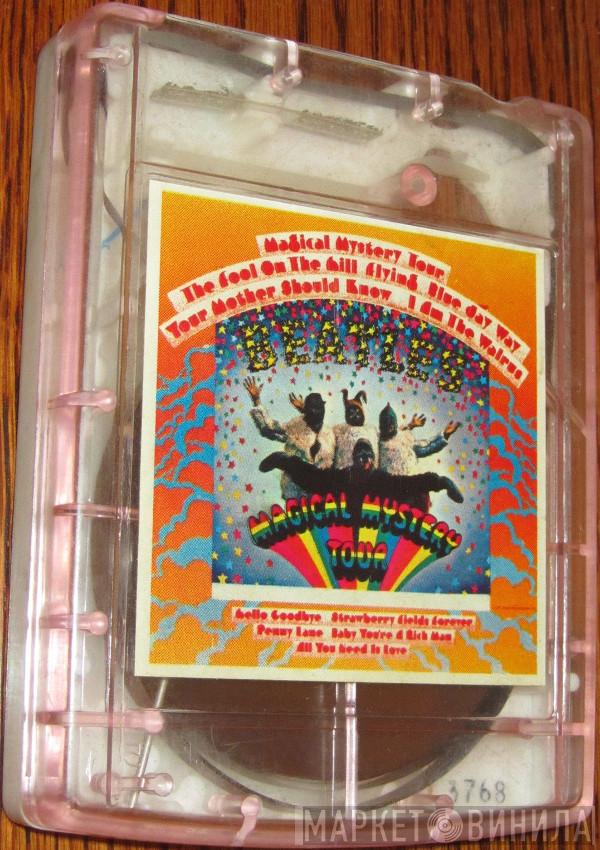 Magical Mystery Tour
The Fool On The Hill Flying Blue Jay Way
Your Mother Should Know I Am The Walrus
BEATLES
MAGICAL MYSTERY
TOUR
Hello Goodbye Strawberry Fields Forever
Penny Lane Baby You're A Rich Man
All You Need Is Love
3768
МАРКЕТ ВИНИЛА